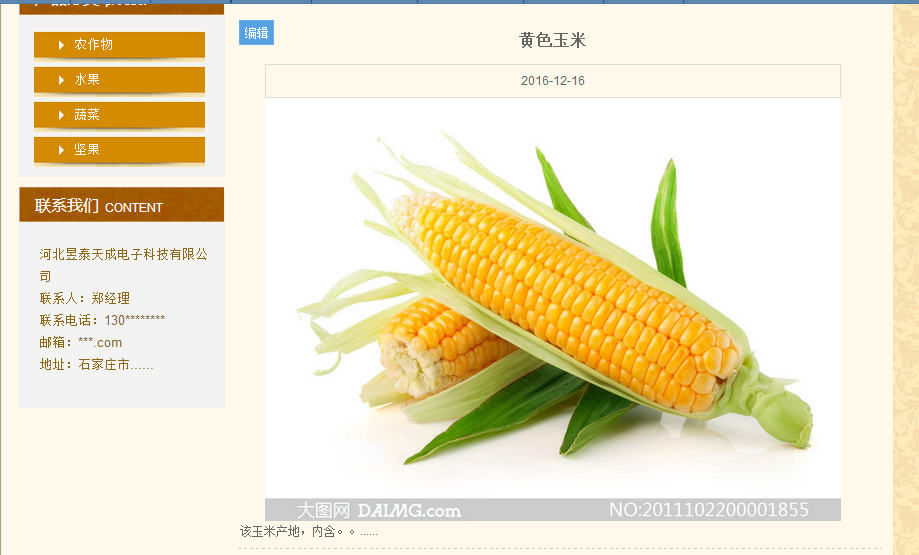 product
农作物
水果
蔬菜
坚果
联系我们 CONTENT
河北昱泰天成电子科技有限公
司
联系人：郑经理
联系电话：130********
邮箱：***.com
地址：石家庄市......
编辑
黄色玉米
2016-12-16
大图网 DAIMG.com
NO:2011102200001855
该玉米产地，内含。。......